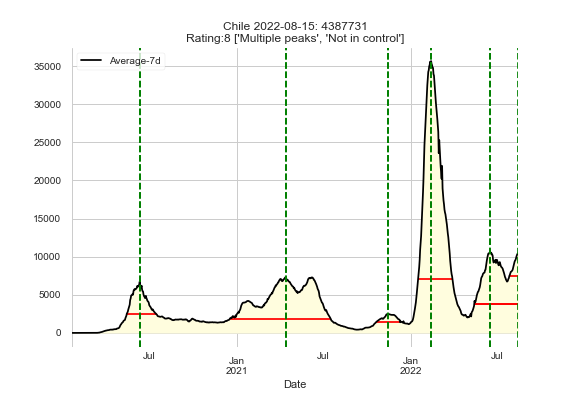 Chile 2022-08-15: 4387731
Rating:8 ['Multiple peaks', 'Not in control']
Average-7d
35000
30000
25000
20000
15000
10000
5000
0
Jul
Jan
2021
Jul
Jan
2022
Jul
Date